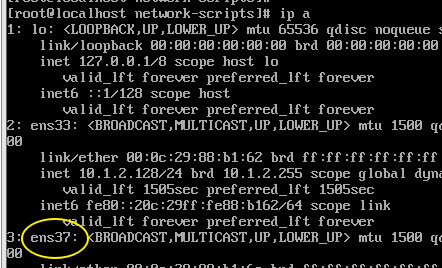 [root@localhost network-scripts]#
[root@localhost network-scripts]# ip a
1: lo: <LOOPBACK,UP,LOWER_UP> mtu 65536 qdisc noqueue s
link/loopback 00:00:00:00:00:00 brd 00:00:00:00:00:00
inet 127.0.0.1/8 scope host lo
valid_lft forever preferred_lft forever
inet6 ::1/128 scope host
valid_lft forever preferred_lft forever
2: ens33: <BROADCAST,MULTICAST,UP,LOWER_UP> mtu 1500 qd
00
link/ether 00:0c:29:88:b1:62 brd ff:ff:ff:ff:ff:ff
inet 10.1.2.128/24 brd 10.1.2.255 scope global dyna
valid_lft 1505sec preferred_lft 1505sec
inet6 fe80::20c:29ff:fe88:b162/64 scope link
valid_lft forever preferred_lft forever
3: ens37: <BROADCAST,MULTICAST,UP,LOWER_UP> mtu 1500 qd
00